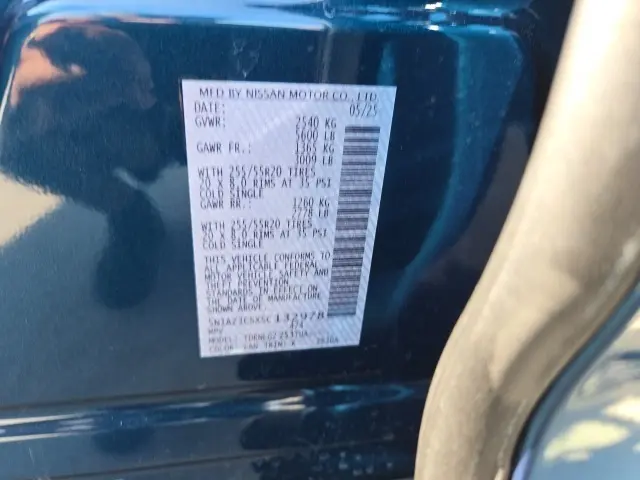 MFD BY NISSAN MOTOR CO., LTD
DATE: 05/25
GVWR: 2540 KG
5600 LB
GAWR FR.: 1365 KG
3009 LB
WITH 255/55R20 TIRES
20 X 8.0 RIMS AT 35 PSI
COLD SINGLE
GAWR RR.: 1260 KG
2778 LB
WITH 255/55R20 TIRES
20 X 8.0 RIMS AT 35 PSI
COLD SINGLE
THIS VEHICLE CONFORMS TO
ALL APPLICABLE FEDERAL
MOTOR VEHICLE SAFETY AND
THEFT PREVENTION
STANDARDS IN EFFECT ON
THE DATE OF MANUFACTURE
SHOWN ABOVE
137978
MPV
MODEL:
COLOR: TRIM: